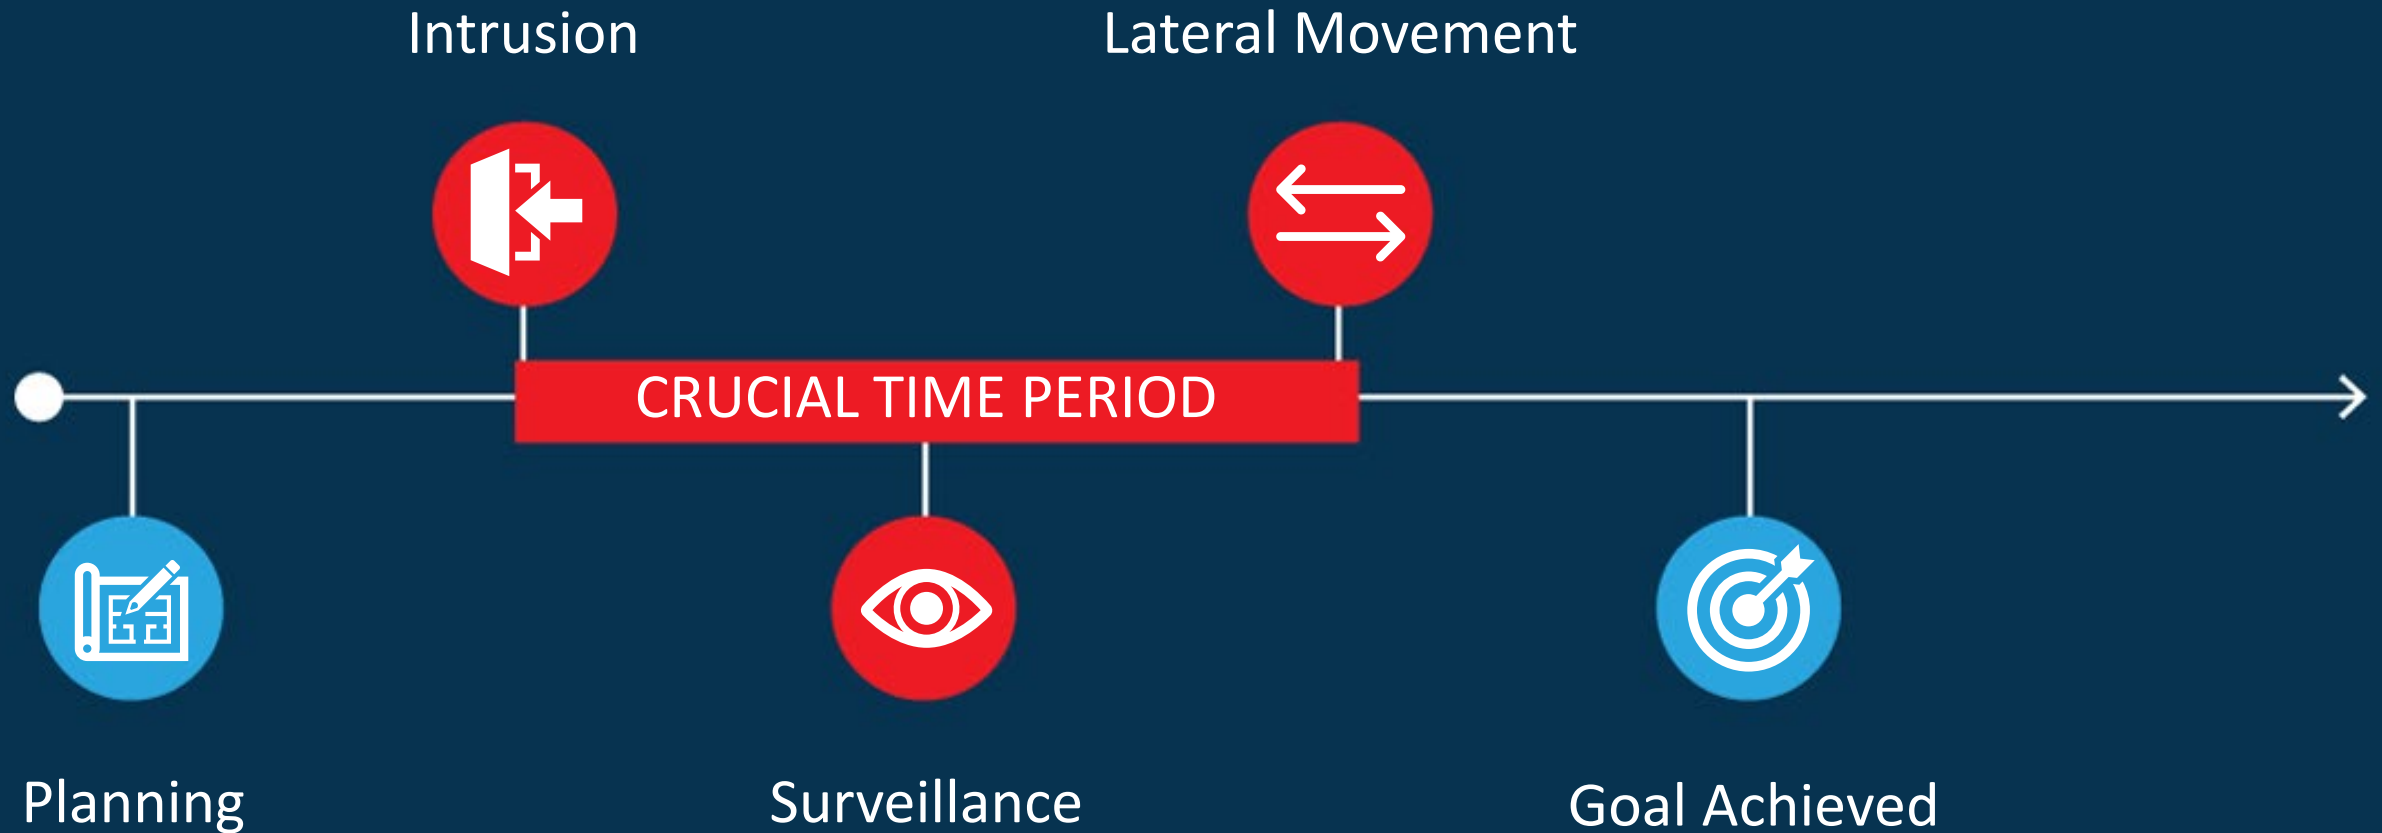 Intrusion
Lateral Movement
CRUCIAL TIME PERIOD
Planning
Surveillance
Goal Achieved